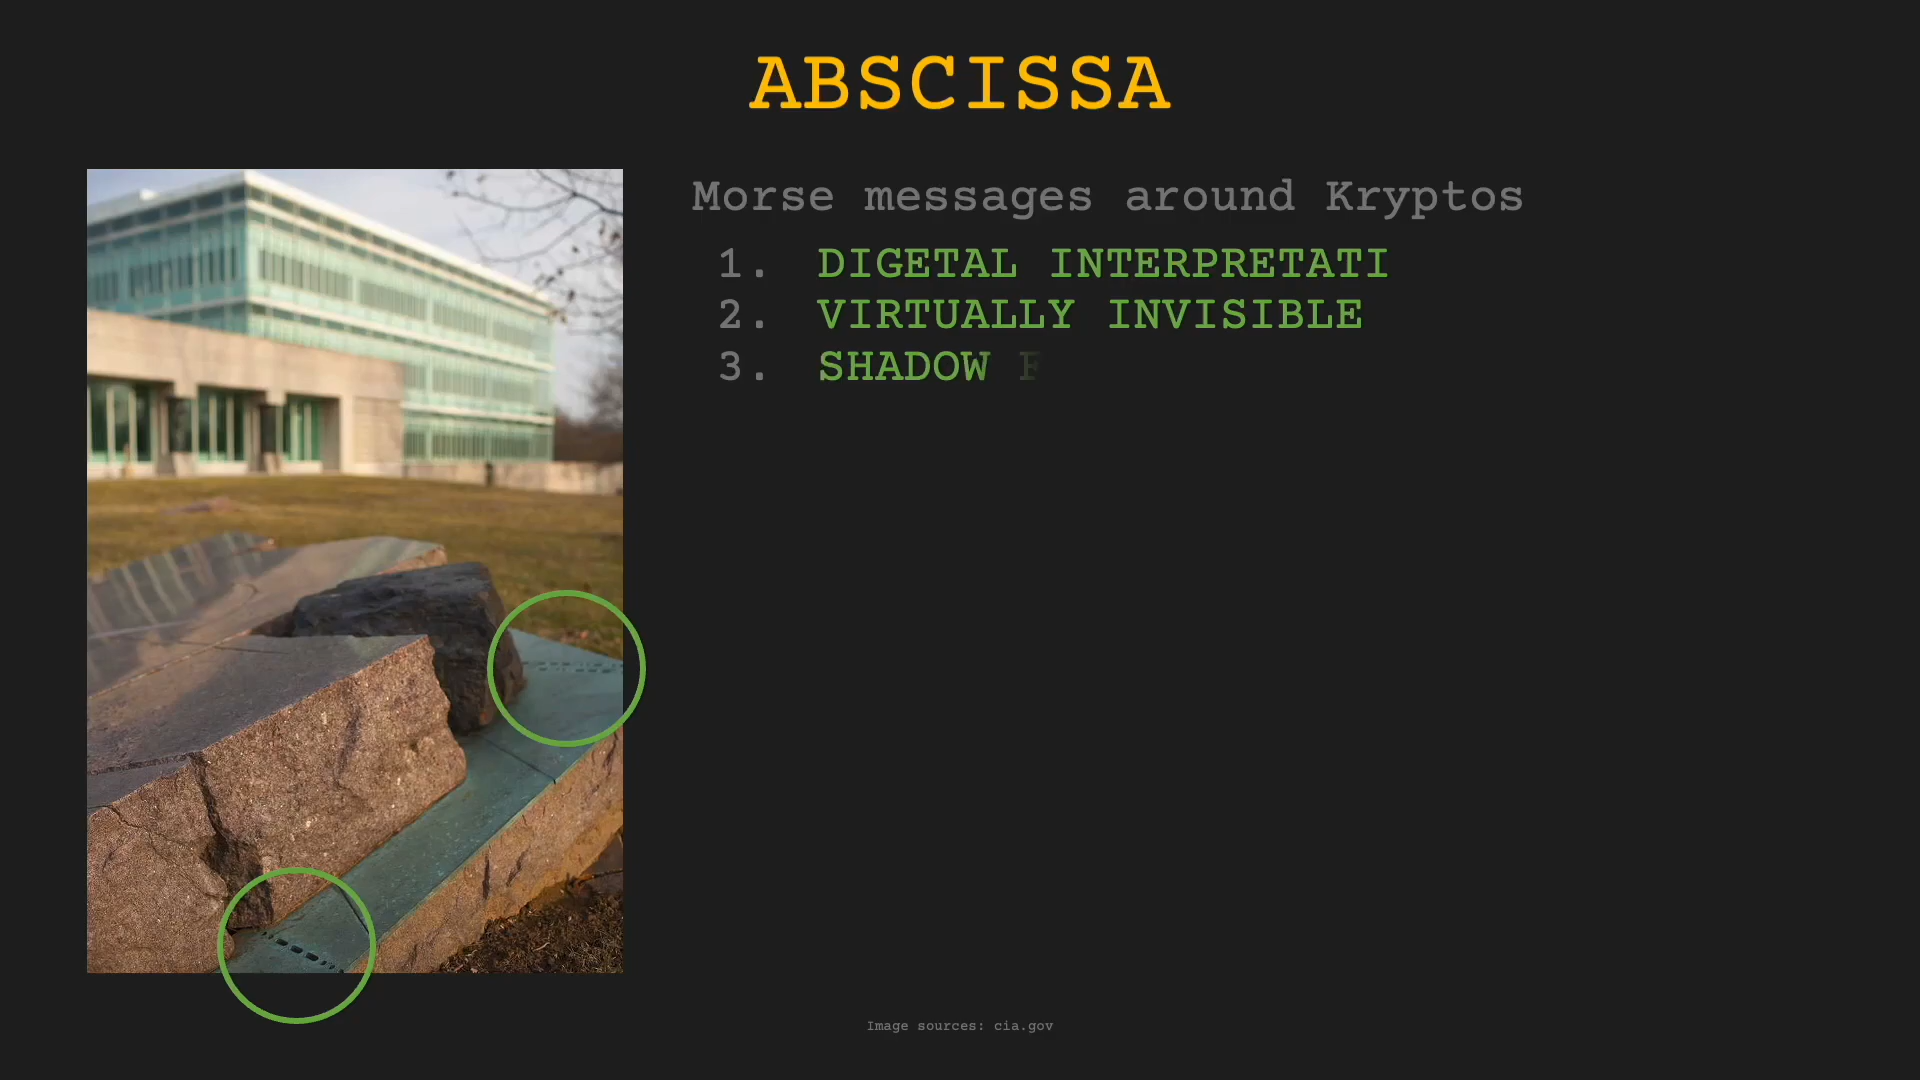 ABSCISSA
Morse messages around Kryptos
1. DIGETAL INTERPRETATI
2. VIRTUALLY INVISIBLE
3. SHADOW
Image sources: cia.gov